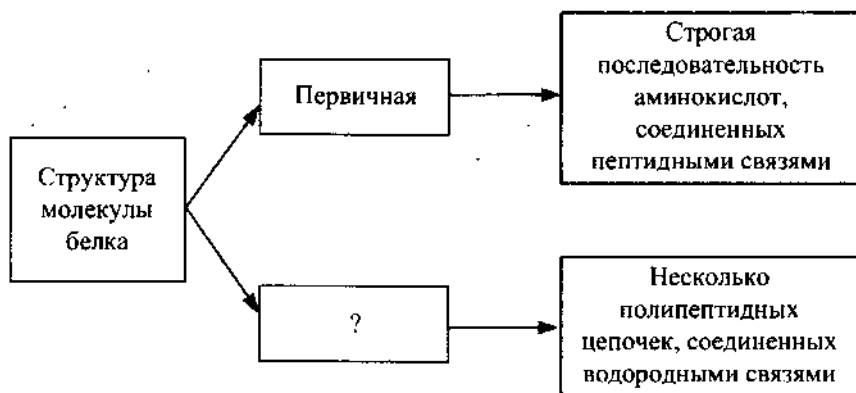 Структура
молекулы
белка
Первичная
Строгая
последовательность
аминокислот,
соединенных
пептидными связями
?
Несколько
полипептидных
цепочек, соединенных
водородными связями